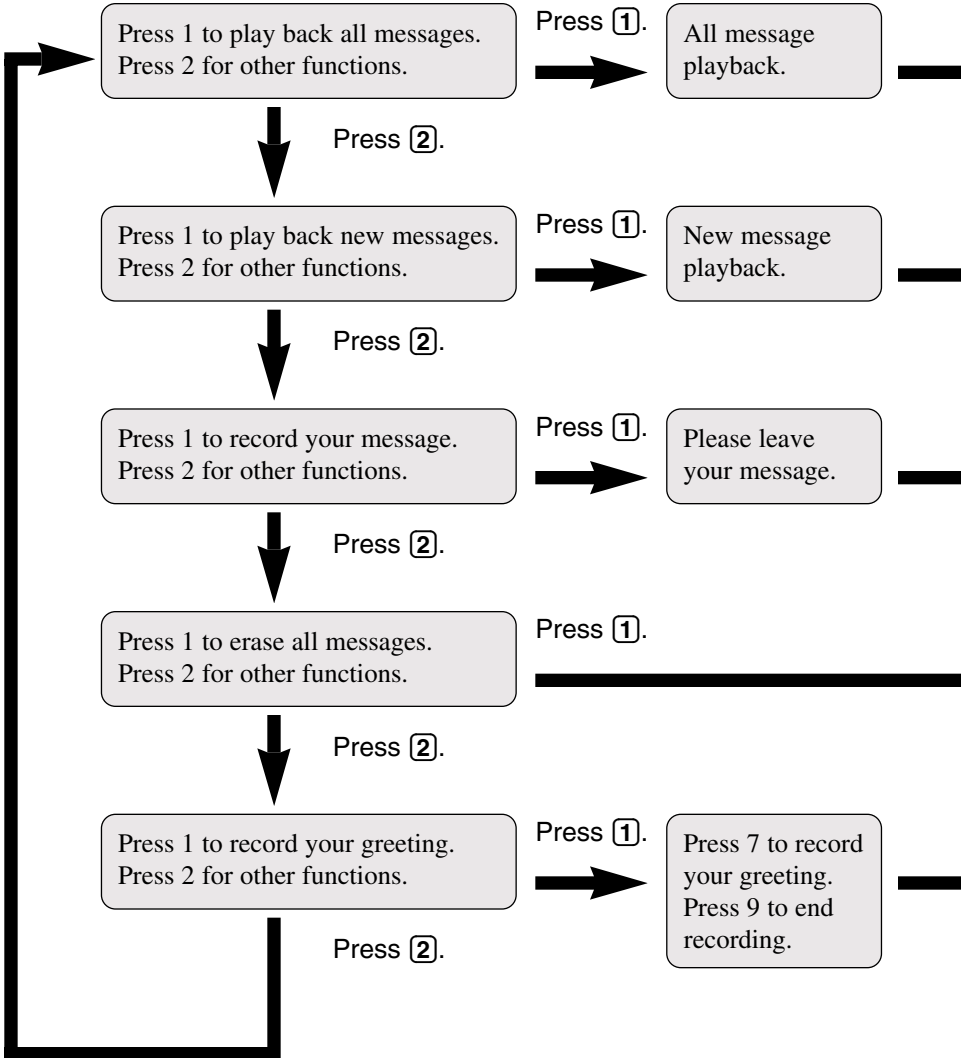 Press 1 to play back all messages.
Press 2 for other functions.
Press 1.
All message
playback.
Press 2.
Press 1 to play back new messages.
Press 2 for other functions.
Press 1.
New message
playback.
Press 2.
Press 1 to record your message.
Press 2 for other functions.
Press 1.
Please leave
your message.
Press 2.
Press 1 to erase all messages.
Press 2 for other functions.
Press 1.
Press 2.
Press 1 to record your greeting.
Press 2 for other functions.
Press 1.
Press 7 to record
your greeting.
Press 9 to end
recording.
Press 2.